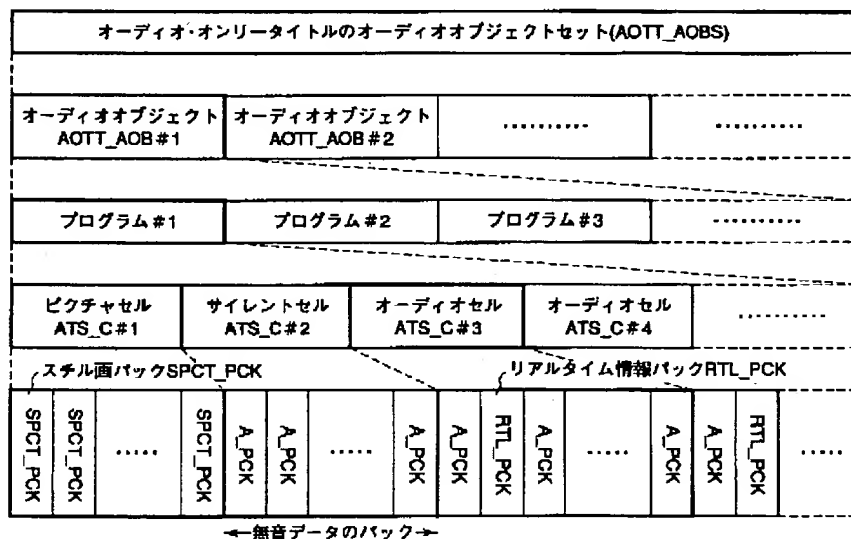 オーディオ・オンリータイトルのオーディオオブジェクトセット(AOTT_AOBS)
オーディオオブジェクト
AOTT_AOB#1
オーディオオブジェクト
AOTT_AOB#2
..........
..........
プログラム#1
プログラム#2
プログラム#3
..........
ピクチャセル
ATS_C#1
サイレントセル
ATS_C#2
オーディオセル
ATS_C#3
オーディオセル
ATS_C#4
..........
スチル画パックSPCT_PCK
リアルタイム情報パックRTL_PCK
SPCT_PCK
SPCT_PCK
.....
SPCT_PCK
A_PCK
A_PCK
.....
A_PCK
A_PCK
RTL_PCK
A_PCK
.....
A_PCK
A_PCK
RTL_PCK
.....
無音データのパック